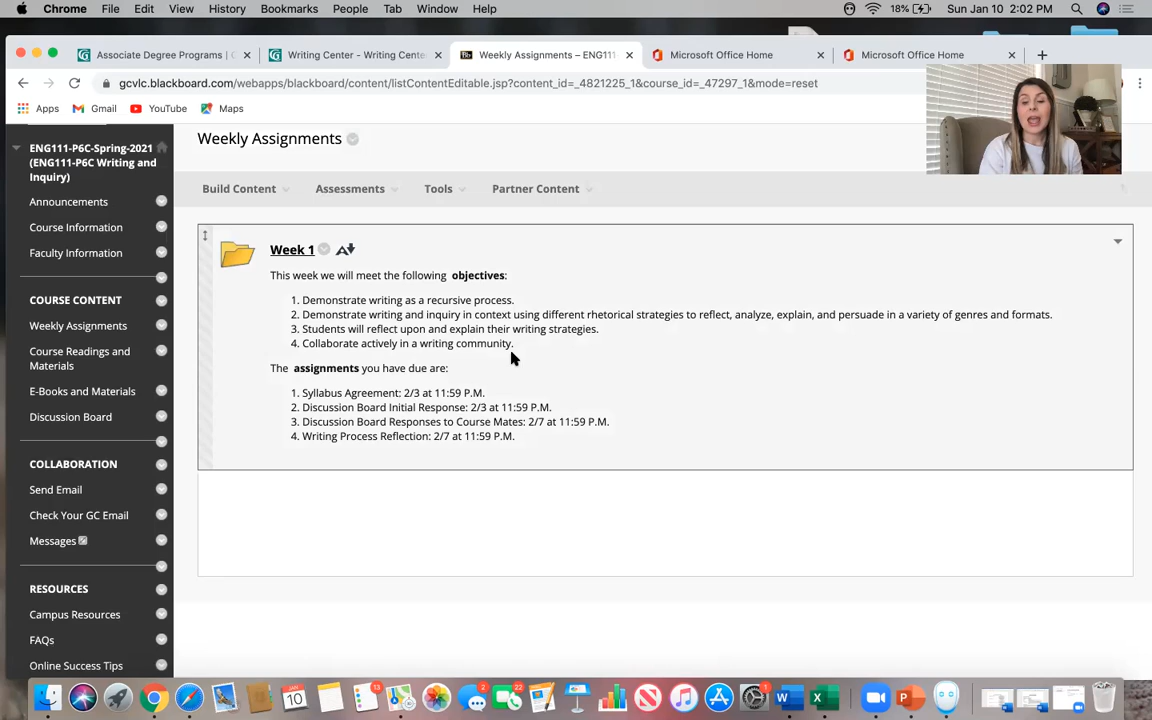 Chrome File Edit View History Bookmarks People Tab Window Help 18% Sun Jan 10 2:02 PM
Associate Degree Programs | Writing Center - Writing Cente Weekly Assignments – ENG111- Microsoft Office Home Microsoft Office Home
gcvlc.blackboard.com/webapps/blackboard/content/listContentEditable.jsp?content_id=_4821225_1&course_id=_47297_1&mode=reset
Apps Gmail YouTube Maps
ENG111-P6C-Spring-2021
(ENG111-P6C Writing and
Inquiry)
Announcements
Course Information
Faculty Information
COURSE CONTENT
Weekly Assignments
Course Readings and
Materials
E-Books and Materials
Discussion Board
COLLABORATION
Send Email
Check Your GC Email
Messages
RESOURCES
Campus Resources
FAQs
Online Success Tips
Weekly Assignments
Build Content Assessments Tools Partner Content
Week 1
This week we will meet the following objectives:
1. Demonstrate writing as a recursive process.
2. Demonstrate writing and inquiry in context using different rhetorical strategies to reflect, analyze, explain, and persuade in a variety of genres and formats.
3. Students will reflect upon and explain their writing strategies.
4. Collaborate actively in a writing community.
The assignments you have due are:
1. Syllabus Agreement: 2/3 at 11:59 P.M.
2. Discussion Board Initial Response: 2/3 at 11:59 P.M.
3. Discussion Board Responses to Course Mates: 2/7 at 11:59 P.M.
4. Writing Process Reflection: 2/7 at 11:59 P.M.